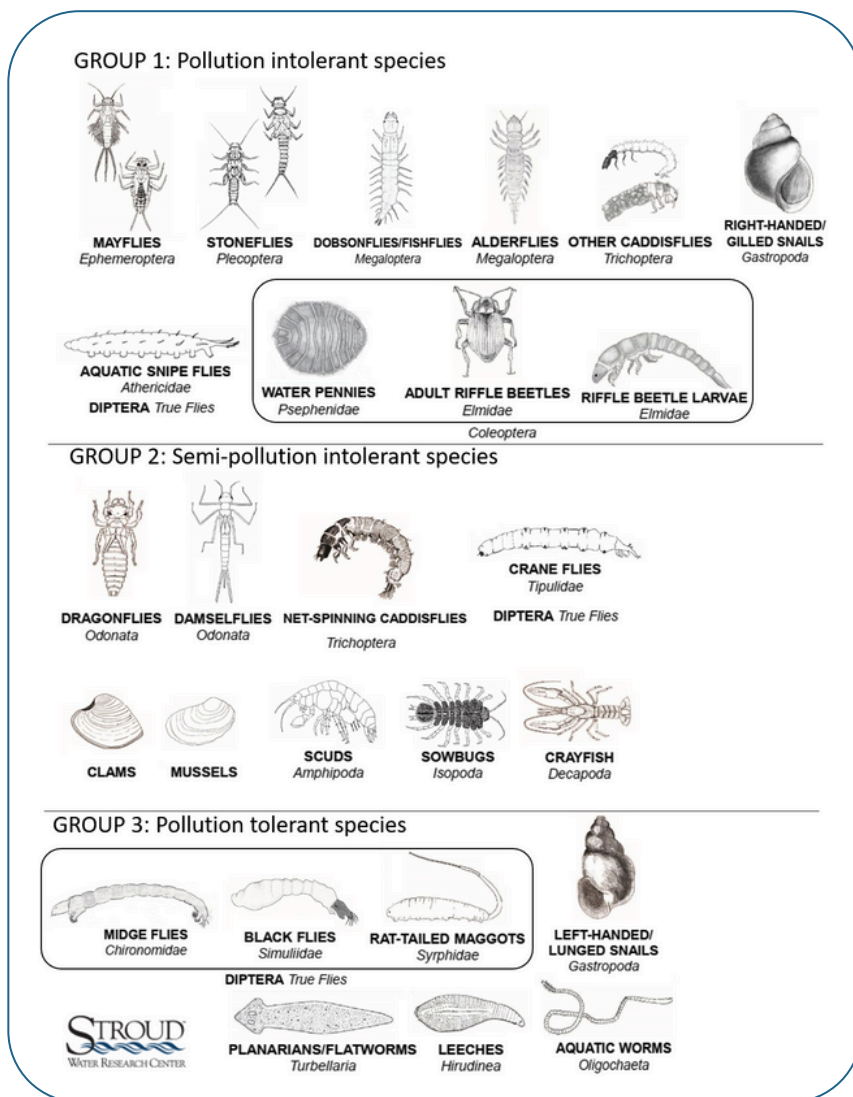 GROUP 1: Pollution intolerant species
MAYFLIES
Ephemeroptera
STONEFLIES
Plecoptera
DOBSONFLIES/FISHFLIES
Megaloptera
ALDERFLIES
Megaloptera
OTHER CADDISFLIES
Trichoptera
RIGHT-HANDED/
GILLED SNAILS
Gastropoda
AQUATIC SNIPE FLIES
Athericidae
DIPTERA True Flies
WATER PENNIES
Psephenidae
ADULT RIFFLE BEETLES
Elmidae
RIFFLE BEETLE LARVAE
Elmidae
Coleoptera
GROUP 2: Semi-pollution intolerant species
DRAGONFLIES
Odonata
DAMSELFLIES
Odonata
NET-SPINNING CADDISFLIES
Trichoptera
CRANE FLIES
Tipulidae
DIPTERA True Flies
CLAMS
MUSSELS
SCUDS
Amphipoda
SOWBUGS
Isopoda
CRAYFISH
Decapoda
GROUP 3: Pollution tolerant species
MIDGE FLIES
Chironomidae
BLACK FLIES
Simuliidae
RAT-TAILED MAGGOTS
Syrphidae
DIPTERA True Flies
LEFT-HANDED/
LUNGED SNAILS
Gastropoda
STROUD™
WATER RESEARCH CENTER
PLANARIANS/FLATWORMS
Turbellaria
LEECHES
Hirudinea
AQUATIC WORMS
Oligochaeta